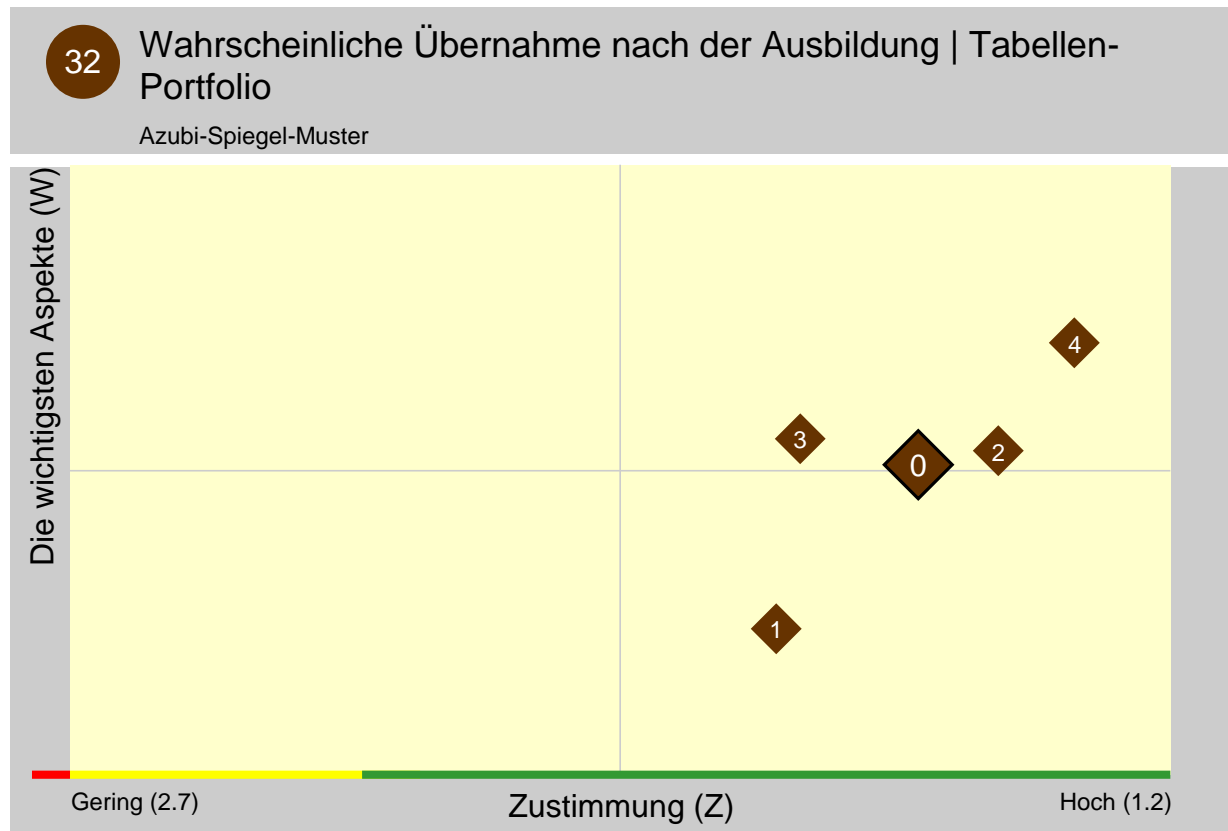 32
Wahrscheinliche Übernahme nach der Ausbildung | Tabellen-
Portfolio
Azubi-Spiegel-Muster
Die wichtigsten Aspekte (W)
4
3
0
2
1
Gering (2.7)
Zustimmung (Z)
Hoch (1.2)